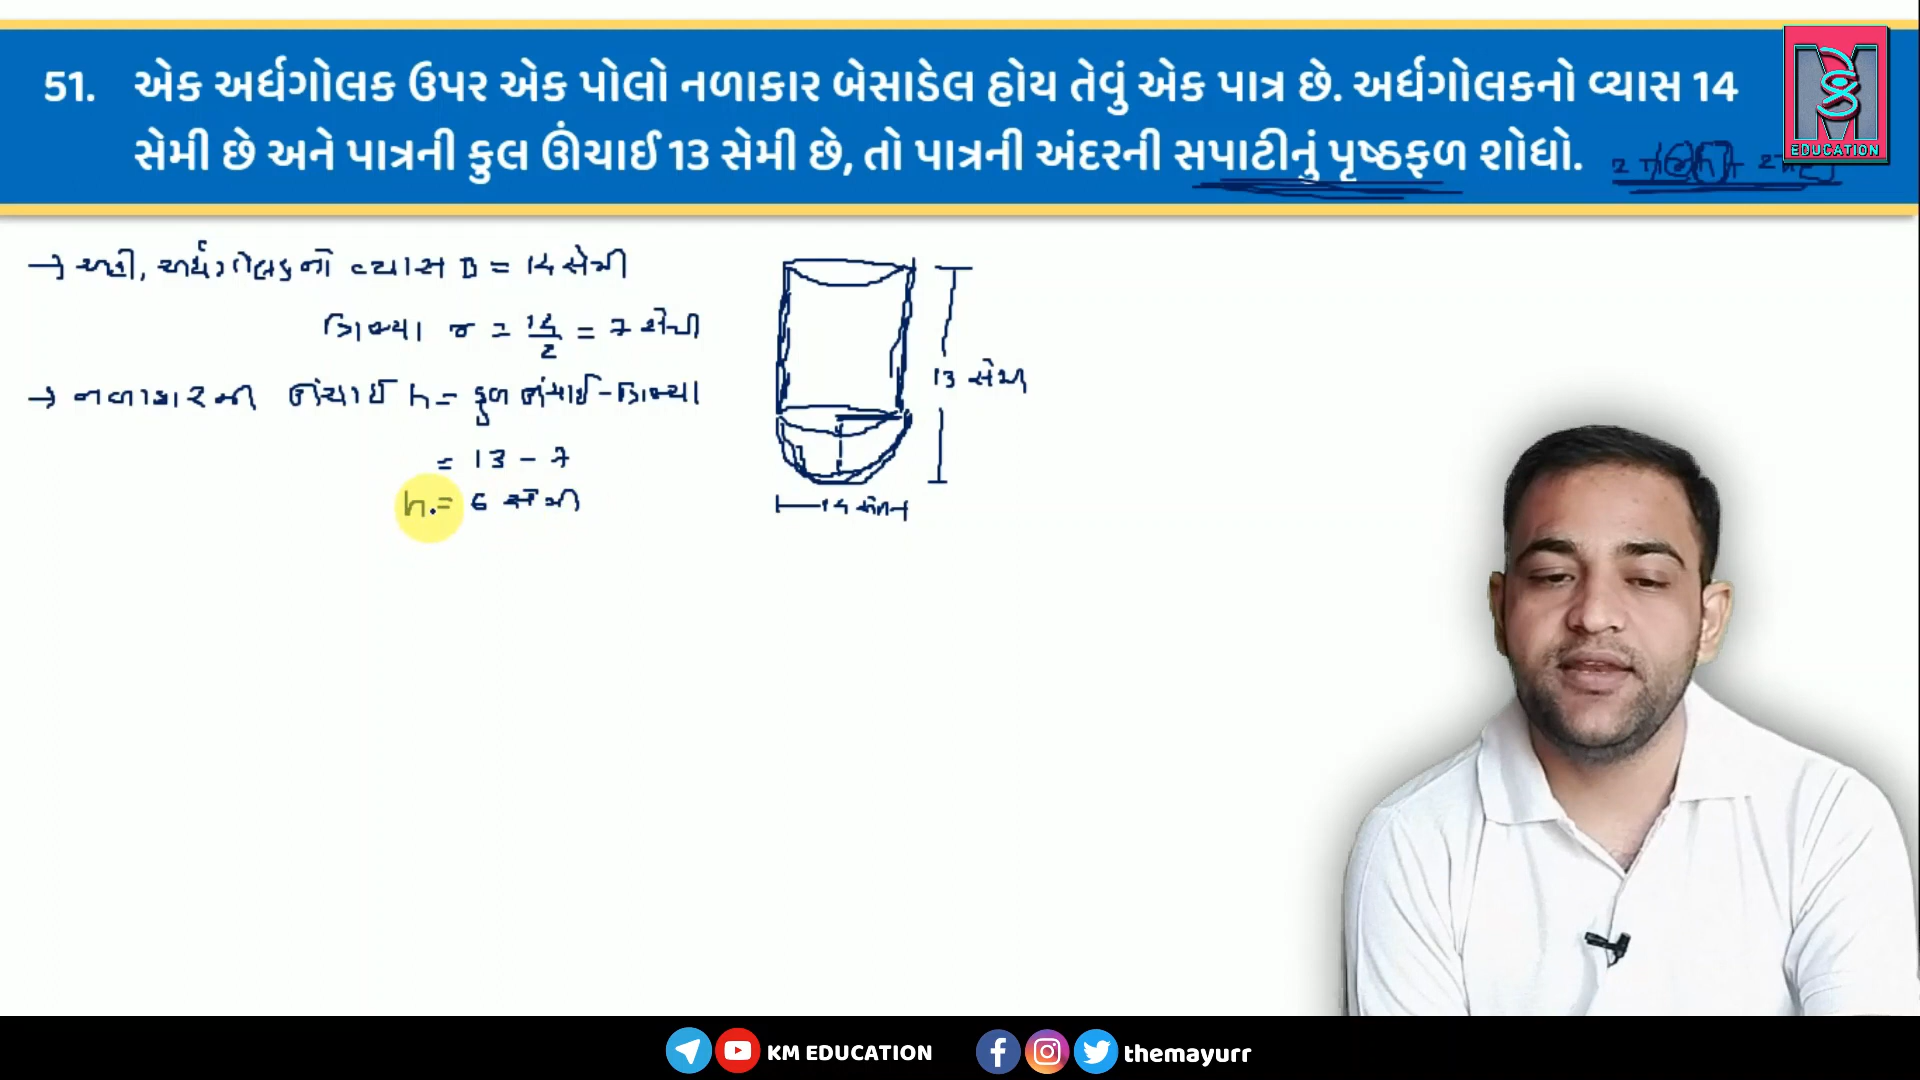 51. એક અર્ધગોલક ઉપર એક પોલો નળાકાર બેસાડેલ હોય તેવું એક પાત્ર છે. અર્ધગોલકનો વ્યાસ 14
સેમી છે અને પાત્રની કુલ ઊંચાઈ 13 સેમી છે, તો પાત્રની અંદરની સપાટીનું પૃષ્ઠફળ શોધો.
EDUCATION
→ અહી, અર્ધગોલકનો વ્યાસ D = 14 સેમી
ત્રિજ્યા r = 14/2 = 7 સેમી
→ નળાકારની ઊંચાઈ h = કુલ ઊંચાઈ - ત્રિજ્યા
= 13 - 7
h = 6 સેમી
13 સેમી
14 સેમી
KM EDUCATION
themayurr